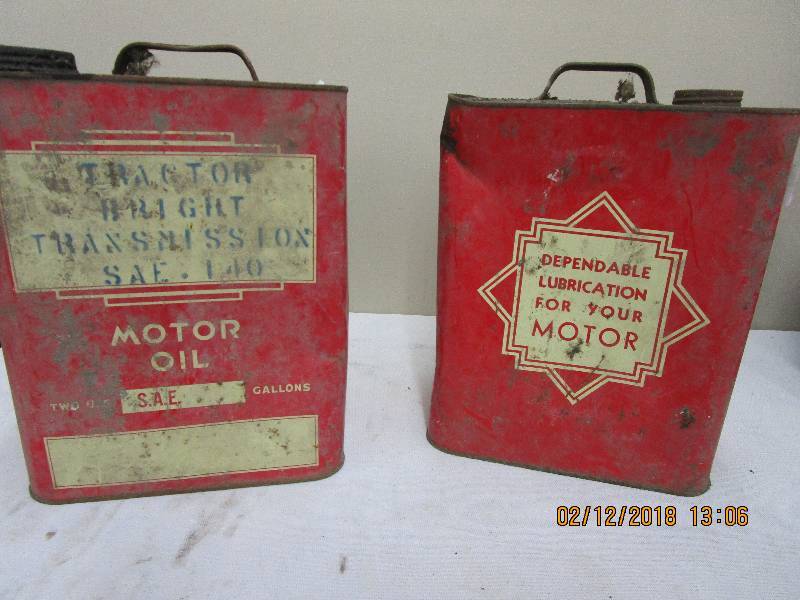 TRACTOR
BRIGHT
TRANSMISSION
SAE. 140
MOTOR
OIL
TWO
S.A.E.
GALLONS
DEPENDABLE
LUBRICATION
FOR YOUR
MOTOR
02/12/2018 13:06